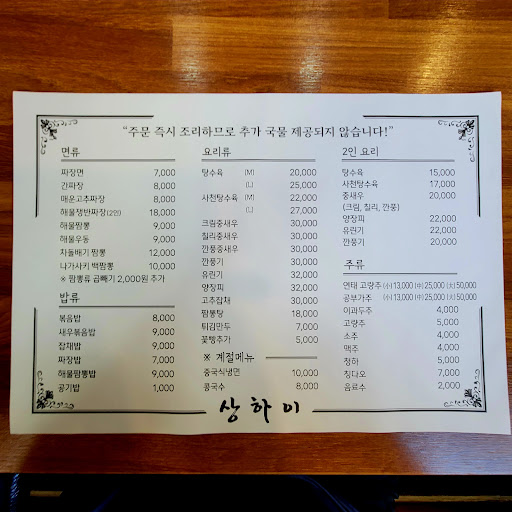 “주문 즉시 조리하므로 추가 국물 제공되지 않습니다!”
면류
짜장면 7,000
간짜장 8,000
매운고추짜장 8,000
해물쟁반짜장(2인) 18,000
해물짬뽕 9,000
해물우동 9,000
차돌배기 짬뽕 12,000
나가사키 백짬뽕 10,000
※ 짬뽕류 곱빼기 2,000원 추가
밥류
볶음밥 8,000
새우볶음밥 9,000
잡채밥 9,000
짜장밥 7,000
해물짬뽕밥 9,000
공기밥 1,000
요리류
탕수육 (M) 20,000
(L) 25,000
사천탕수육 (M) 22,000
(L) 27,000
크림중새우 30,000
칠리중새우 30,000
깐풍중새우 30,000
깐풍기 30,000
유린기 32,000
양장피 32,000
고추잡채 30,000
짬뽕탕 18,000
튀김만두 7,000
꽃빵추가 5,000
※ 계절메뉴
중국식냉면 10,000
콩국수 8,000
2인 요리
탕수육 15,000
사천탕수육 17,000
중새우 20,000
(크림, 칠리, 깐풍)
양장피 22,000
유린기 22,000
깐풍기 20,000
주류
연태 고량주 (小) 13,000 (中) 25,000 (大) 50,000
공부가주 (小) 13,000 (中) 25,000 (大) 50,000
이과두주 4,000
고량주 5,000
소주 4,000
맥주 4,000
청하 5,000
칭다오 7,000
음료수 2,000
상하이